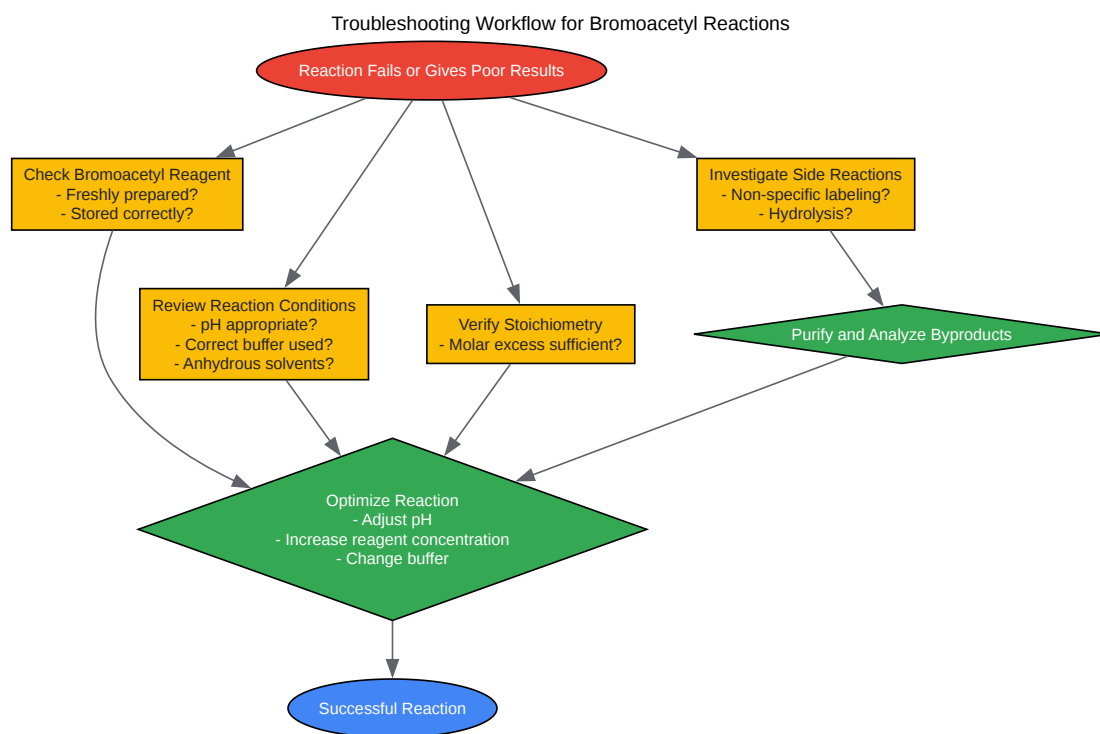 Troubleshooting Workflow for Bromoacetyl Reactions
Reaction Fails or Gives Poor Results
Check Bromoacetyl Reagent
- Freshly prepared?
- Stored correctly?
Investigate Side Reactions
- Non-specific labeling?
- Hydrolysis?
Review Reaction Conditions
- pH appropriate?
- Correct buffer used?
- Anhydrous solvents?
Verify Stoichiometry
- Molar excess sufficient?
Purify and Analyze Byproducts
Optimize Reaction
- Adjust pH
- Increase reagent concentration
- Change buffer
Successful Reaction